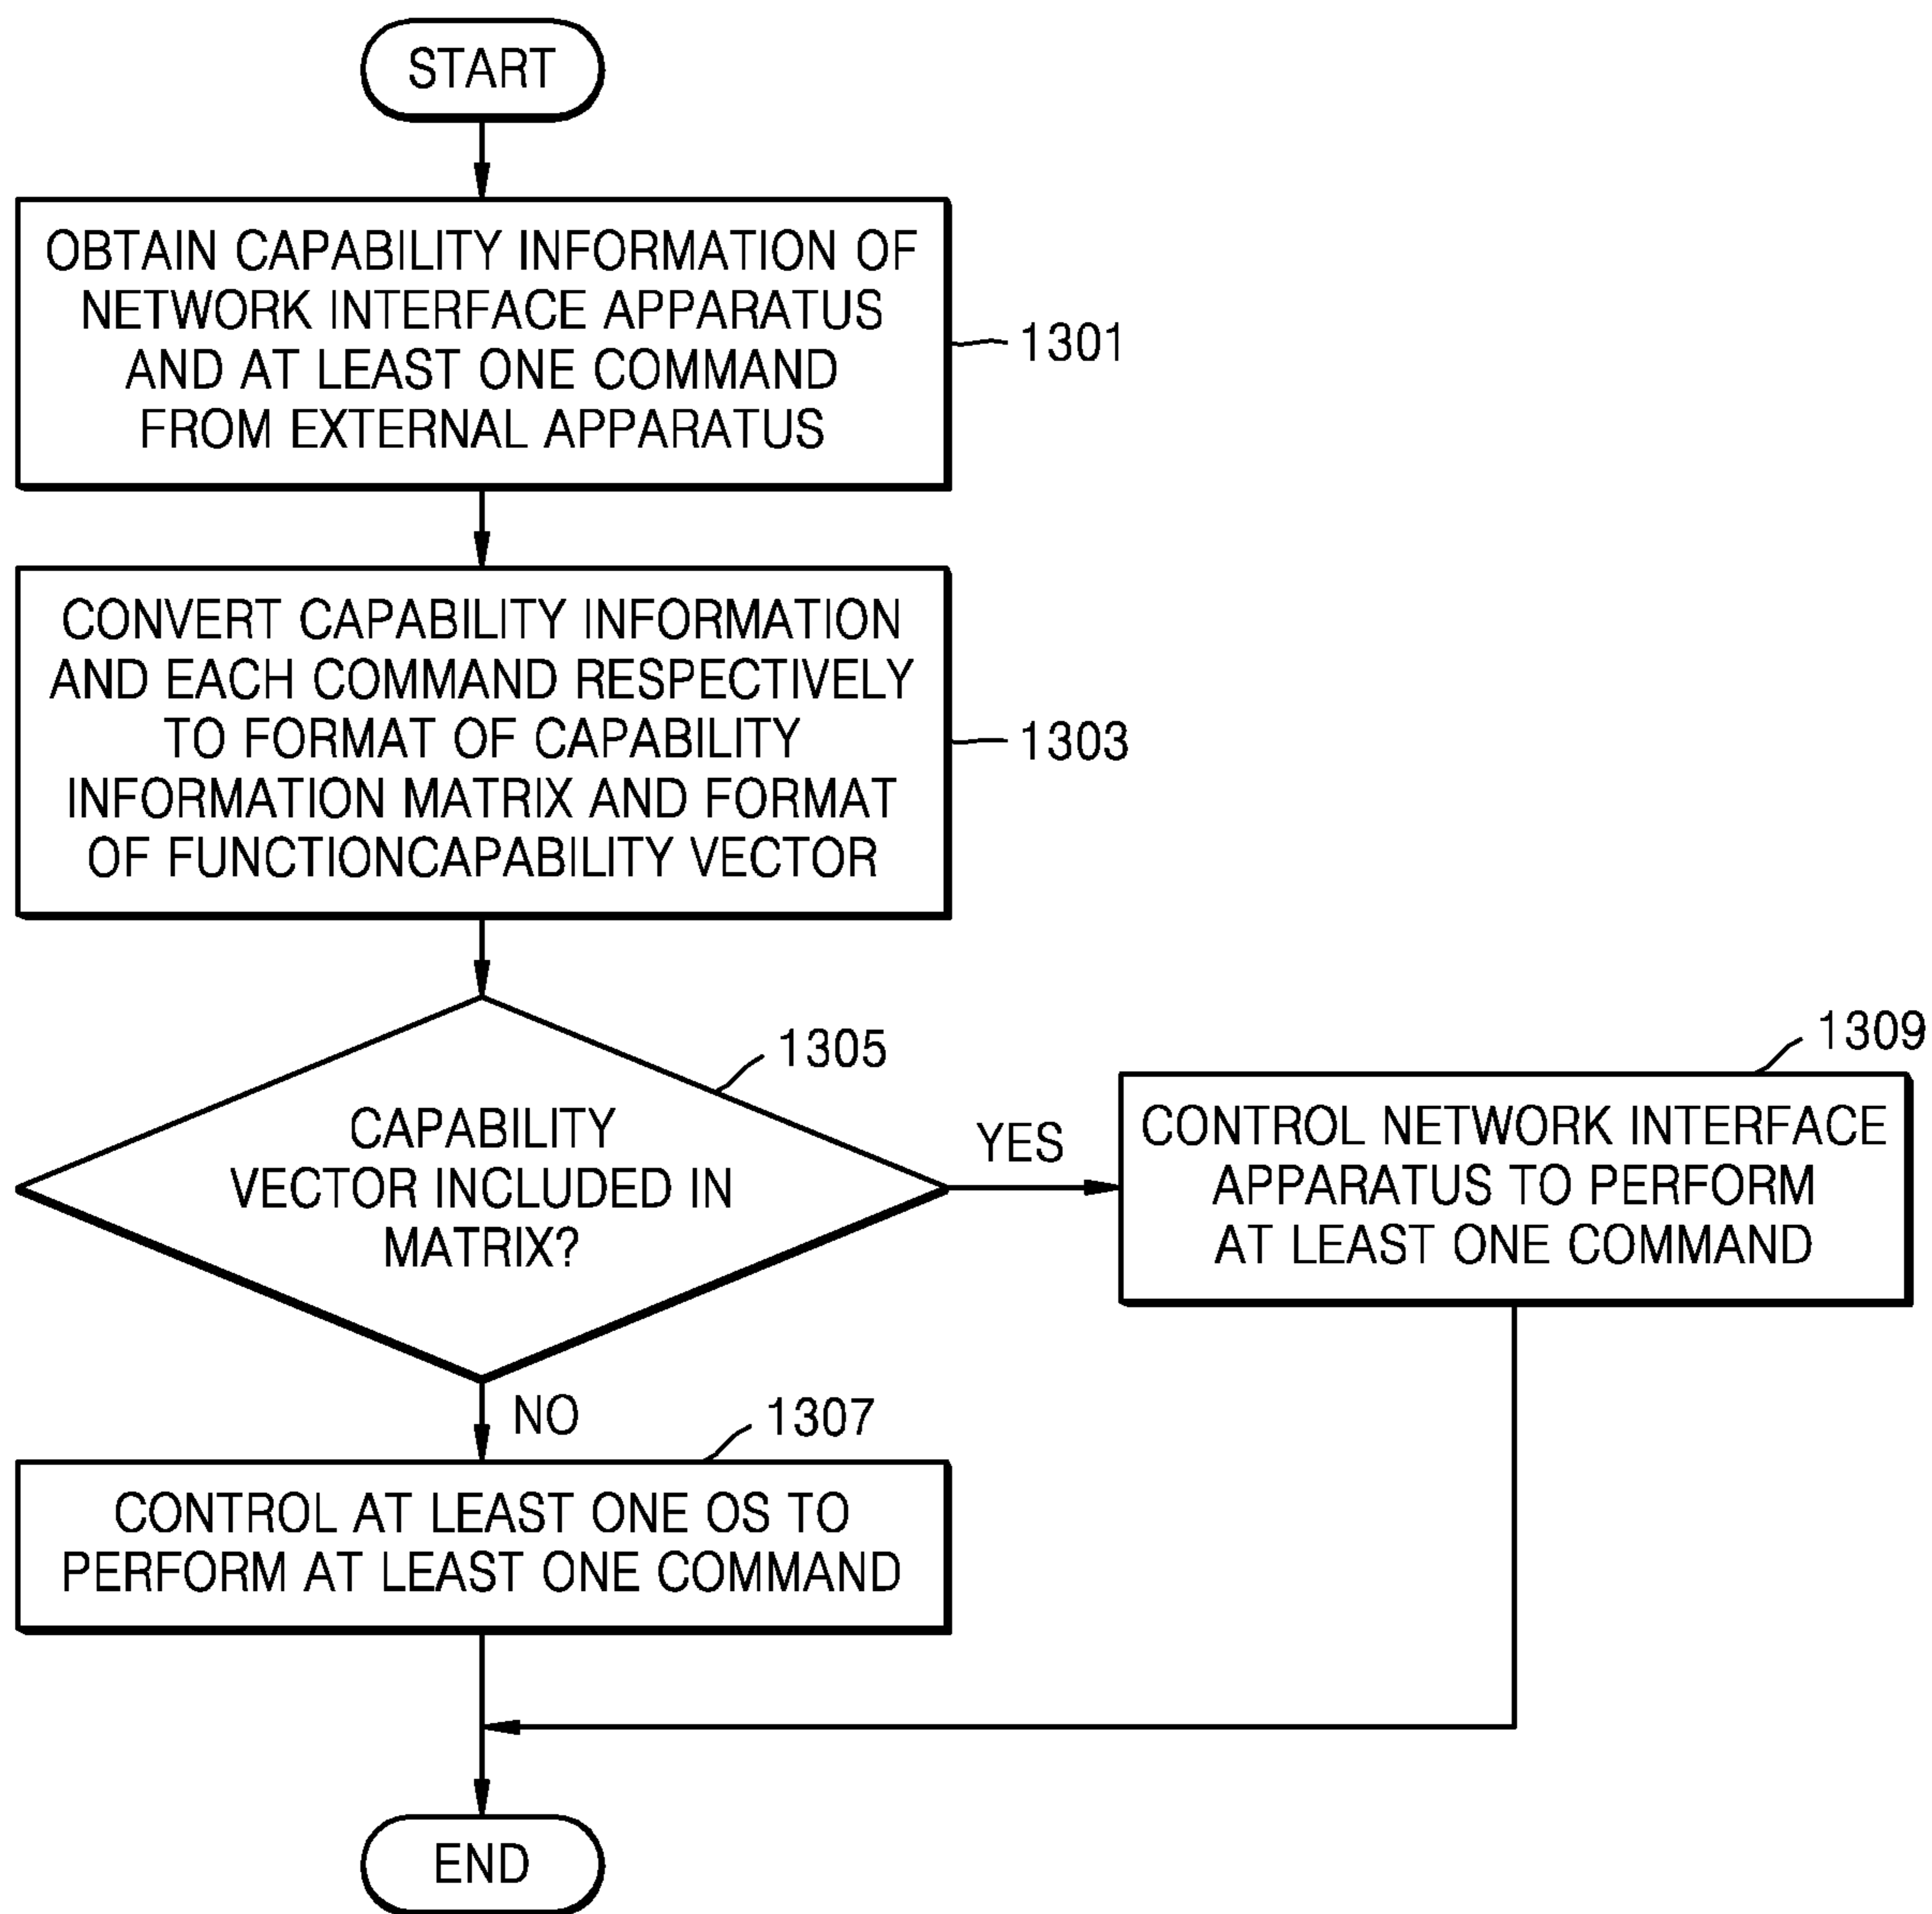 START
OBTAIN CAPABILITY INFORMATION OF
NETWORK INTERFACE APPARATUS
AND AT LEAST ONE COMMAND
FROM EXTERNAL APPARATUS
1301
CONVERT CAPABILITY INFORMATION
AND EACH COMMAND RESPECTIVELY
TO FORMAT OF CAPABILITY
INFORMATION MATRIX AND FORMAT
OF FUNCTIONCAPABILITY VECTOR
1303
1305
CAPABILITY
VECTOR INCLUDED IN
MATRIX?
YES
1309
CONTROL NETWORK INTERFACE
APPARATUS TO PERFORM
AT LEAST ONE COMMAND
NO
1307
CONTROL AT LEAST ONE OS TO
PERFORM AT LEAST ONE COMMAND
END